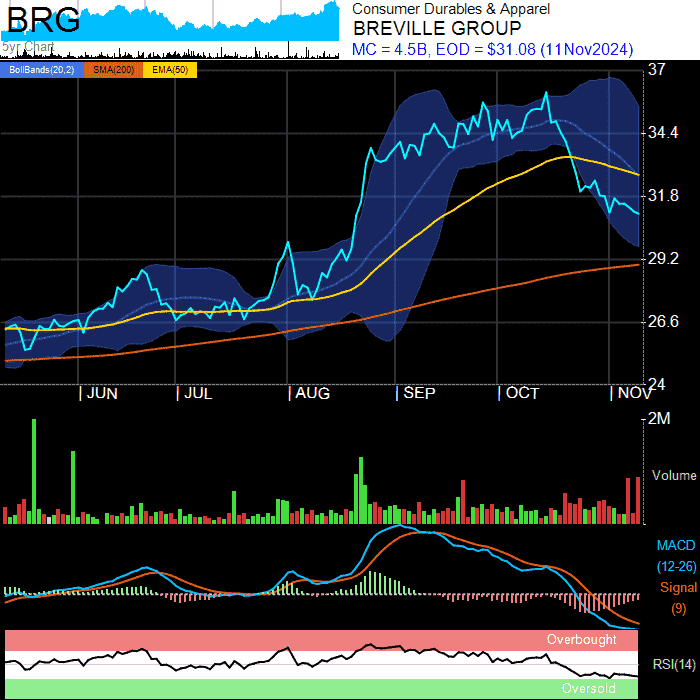 BRG
5yr Chart
Consumer Durables & Apparel
BREVILLE GROUP
MC = 4.5B, EOD = $31.08 (11Nov2024)
BollBands(20,2) SMA(200) EMA(50)
37
34.4
31.8
29.2
26.6
24
JUN JUL AUG SEP OCT NOV
2M
Volume
MACD
(12-26)
Signal
(9)
Overbought
RSI(14)
Oversold